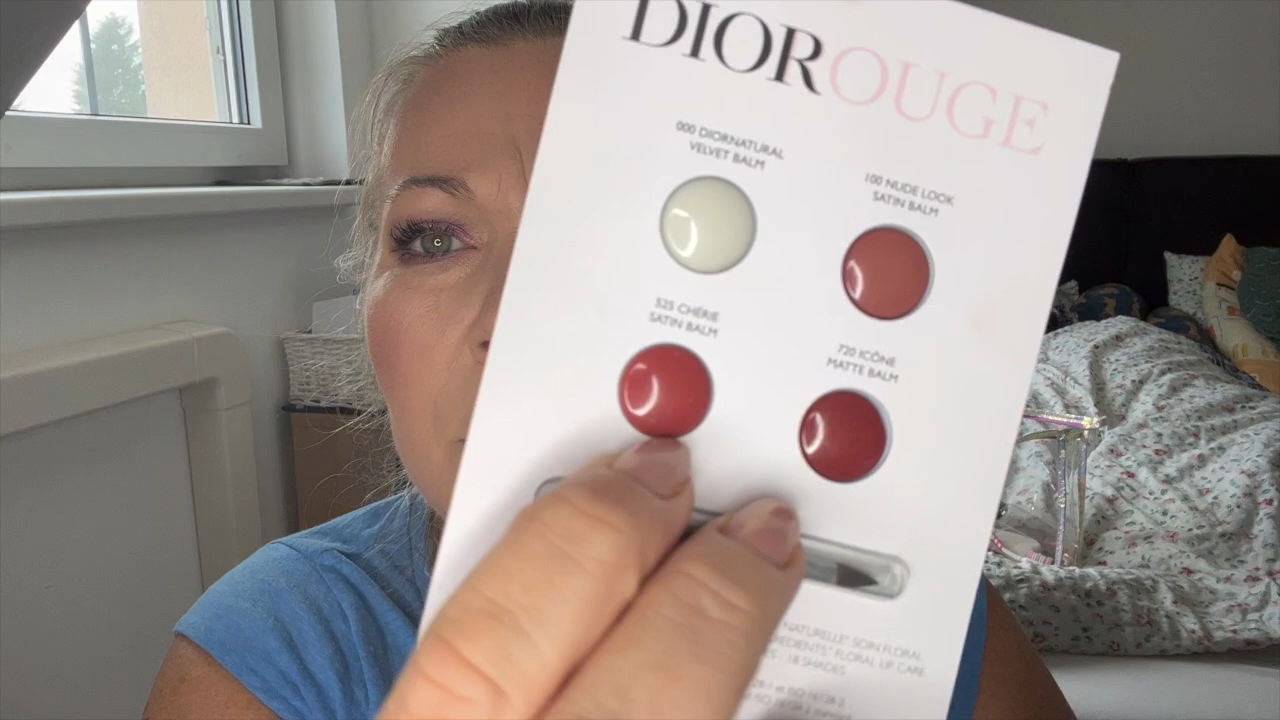 DIOROUGE
000 DIORNATURAL
VELVET BALM
100 NUDE LOOK
SATIN BALM
525 CHÉRIE
SATIN BALM
720 ICÔNE
MATTE BALM
NATURELLE* SOIN FLORAL
FLORAL LIP CARE
18 SHADES